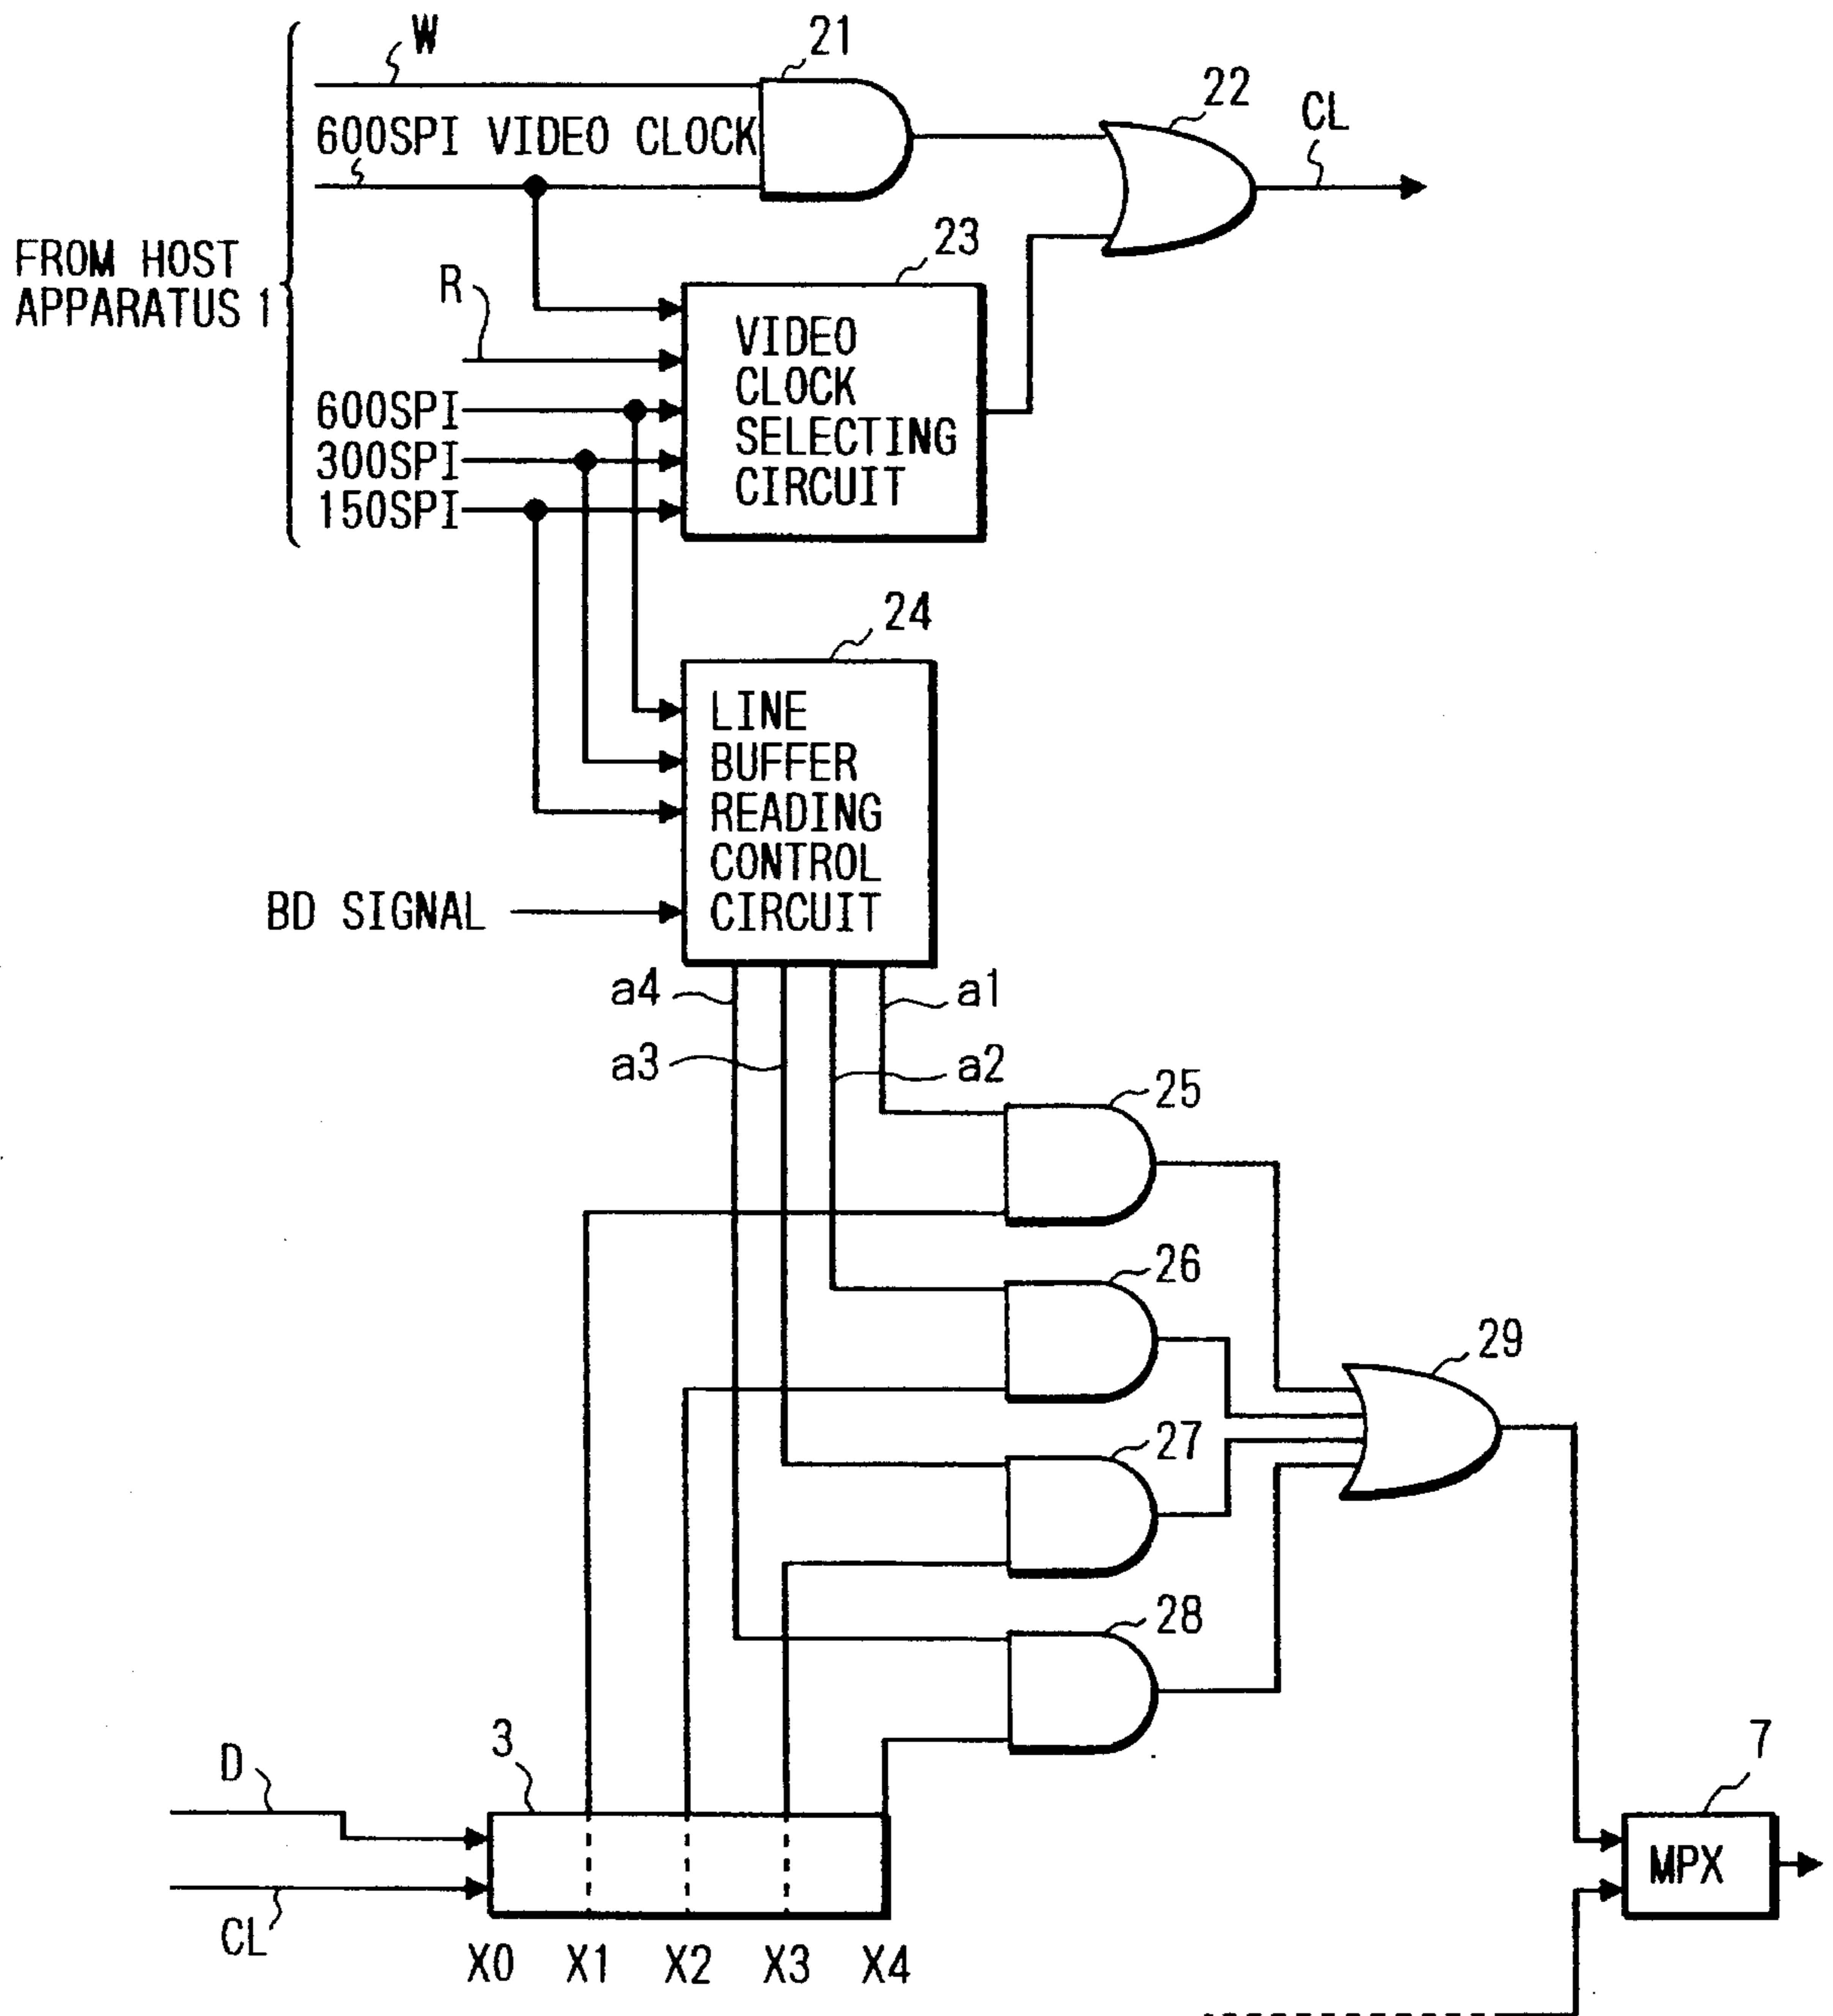 W
21
600SPI VIDEO CLOCK
22
CL
FROM HOST
APPARATUS 1
R
23
VIDEO
CLOCK
SELECTING
CIRCUIT
600SPI
300SPI
150SPI
24
LINE
BUFFER
READING
CONTROL
CIRCUIT
BD SIGNAL
a4
a1
a3
a2
25
26
29
27
28
D
3
7
MPX
CL
X0 X1 X2 X3 X4